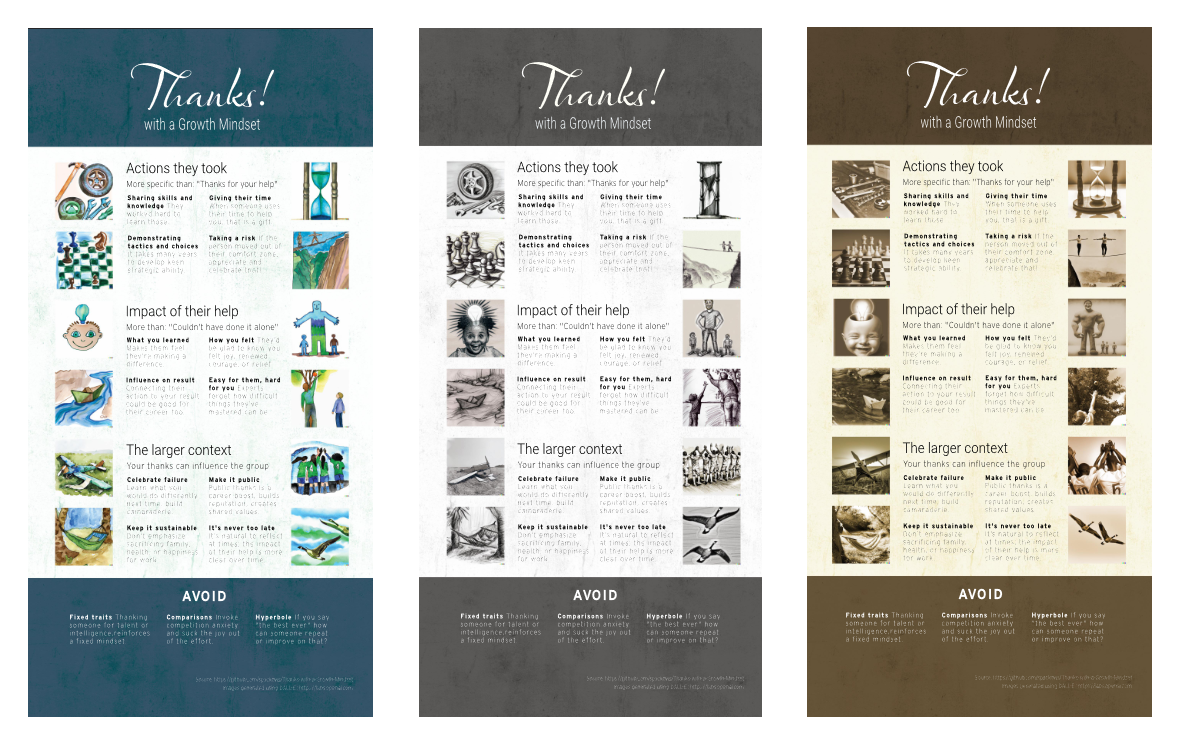 Thanks!
with a Growth Mindset
Actions they took
More specific than: "Thanks for your help"
Sharing skills and
knowledge They
worked hard to
learn those.
Giving their time
When someone uses
their time to help
you, that is a gift.
Demonstrating
tactics and choices
It takes many years
to develop keen
strategic ability.
Taking a risk If the
person moved out of
their comfort zone,
appreciate and
celebrate that!
Impact of their help
More than: "Couldn't have done it alone"
What you learned
Makes them feel
they're making a
difference.
How you felt They'd
be glad to know you
felt joy, renewed
courage, or relief.
Influence on result
Connecting their
action to your result
could be good for
their career too.
Easy for them, hard
for you Experts
forget how difficult
things they've
mastered can be.
The larger context
Your thanks can influence the group
Celebrate failure
Learn what you
would do differently
next time, build
camaraderie.
Make it public
Public thanks is a
career boost, builds
reputation, creates
shared values.
Keep it sustainable
Don't emphasize
sacrificing family,
health, or happiness
for work.
It's never too late
It's natural to reflect
at times, the impact
of their help is more
clear over time.
AVOID
Fixed traits Thanking
someone for talent or
intelligence,reinforces
a fixed mindset.
Comparisons Invoke
competition anxiety
and suck the joy out
of the effort.
Hyperbole If you say
"the best ever" how
can someone repeat
or improve on that?
Thanks!
with a Growth Mindset
Actions they took
More specific than: "Thanks for your help"
Sharing skills and
knowledge They
worked hard to
learn those.
Giving their time
When someone uses
their time to help
you, that is a gift.
Demonstrating
tactics and choices
It takes many years
to develop keen
strategic ability.
Taking a risk If the
person moved out of
their comfort zone,
appreciate and
celebrate that!
Impact of their help
More than: "Couldn't have done it alone"
What you learned
Makes them feel
they're making a
difference.
How you felt They'd
be glad to know you
felt joy, renewed
courage, or relief.
Influence on result
Connecting their
action to your result
could be good for
their career too.
Easy for them, hard
for you Experts
forget how difficult
things they've
mastered can be.
The larger context
Your thanks can influence the group
Celebrate failure
Learn what you
would do differently
next time, build
camaraderie.
Make it public
Public thanks is a
career boost, builds
reputation, creates
shared values.
Keep it sustainable
Don't emphasize
sacrificing family,
health, or happiness
for work.
It's never too late
It's natural to reflect
at times, the impact
of their help is more
clear over time.
AVOID
Fixed traits Thanking
someone for talent or
intelligence,reinforces
a fixed mindset.
Comparisons Invoke
competition anxiety
and suck the joy out
of the effort.
Hyperbole If you say
"the best ever" how
can someone repeat
or improve on that?
Thanks!
with a Growth Mindset
Actions they took
More specific than: "Thanks for your help"
Sharing skills and
knowledge They
worked hard to
learn those.
Giving their time
When someone uses
their time to help
you, that is a gift.
Demonstrating
tactics and choices
It takes many years
to develop keen
strategic ability.
Taking a risk If the
person moved out of
their comfort zone,
appreciate and
celebrate that!
Impact of their help
More than: "Couldn't have done it alone"
What you learned
Makes them feel
they're making a
difference.
How you felt They'd
be glad to know you
felt joy, renewed
courage, or relief.
Influence on result
Connecting their
action to your result
could be good for
their career too.
Easy for them, hard
for you Experts
forget how difficult
things they've
mastered can be.
The larger context
Your thanks can influence the group
Celebrate failure
Learn what you
would do differently
next time, build
camaraderie.
Make it public
Public thanks is a
career boost, builds
reputation, creates
shared values.
Keep it sustainable
Don't emphasize
sacrificing family,
health, or happiness
for work.
It's never too late
It's natural to reflect
at times, the impact
of their help is more
clear over time.
AVOID
Fixed traits Thanking
someone for talent or
intelligence,reinforces
a fixed mindset.
Comparisons Invoke
competition anxiety
and suck the joy out
of the effort.
Hyperbole If you say
"the best ever" how
can someone repeat
or improve on that?